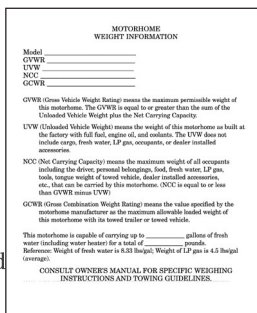 MOTORHOME
WEIGHT INFORMATION
Model
GVWR
UVW
NCC
GCWR
GVWR (Gross Vehicle Weight Rating) means the maximum permissible weight of
this motorhome. The GVWR is equal to or greater than the sum of the
Unloaded Vehicle Weight plus the Net Carrying Capacity.
UVW (Unloaded Vehicle Weight) means the weight of this motorhome as built at
the factory with full fuel, engine oil, and coolants. The UVW does not
include cargo, fresh water, LP gas, occupants, or dealer installed
accessories.
NCC (Net Carrying Capacity) means the maximum weight of all occupants
including the driver, personal belongings, food, fresh water, LP gas,
tools, tongue weight of towed vehicle, dealer installed accessories,
etc., that can be carried by this motorhome. (NCC is equal to or less
than GVWR minus UVW)
GCWR (Gross Combination Weight Rating) means the value specified by the
motorhome manufacturer as the maximum allowable loaded weight of
this motorhome with its towed trailer or towed vehicle.
This motorhome is capable of carrying up to ____________ gallons of fresh
water (including water heater) for a total of ____________ pounds.
Reference: Weight of fresh water is 8.33 lbs/gal; Weight of LP gas is 4.5 lbs/gal
(average).
CONSULT OWNER'S MANUAL FOR SPECIFIC WEIGHING
INSTRUCTIONS AND TOWING GUIDELINES.